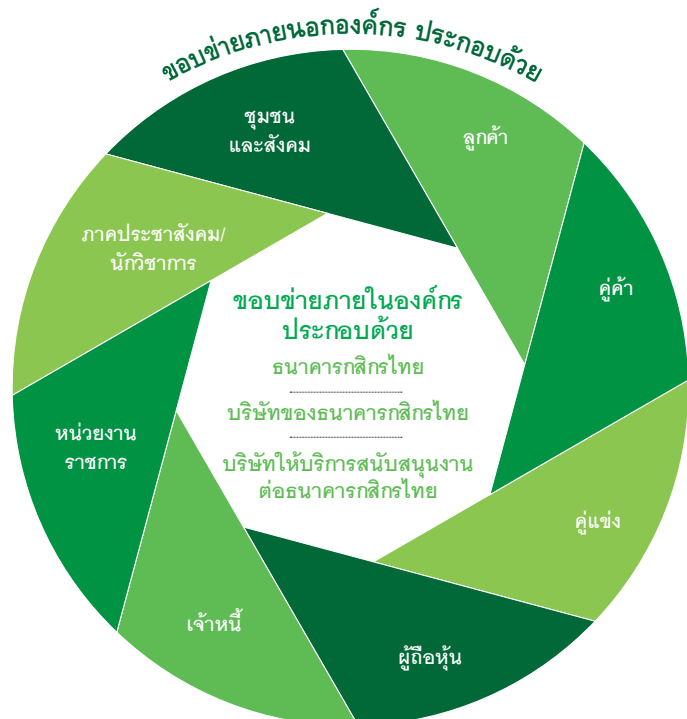 ขอบข่ายภายนอกองค์กร ประกอบด้วย
ชุมชน
และสังคม
ลูกค้า
คู่ค้า
คู่แข่ง
ผู้ถือหุ้น
เจ้าหนี้
หน่วยงาน
ราชการ
ภาคประชาสังคม/
นักวิชาการ
ขอบข่ายภายในองค์กร
ประกอบด้วย
ธนาคารกสิกรไทย
บริษัทของธนาคารกสิกรไทย
บริษัทให้บริการสนับสนุนงาน
ต่อธนาคารกสิกรไทย